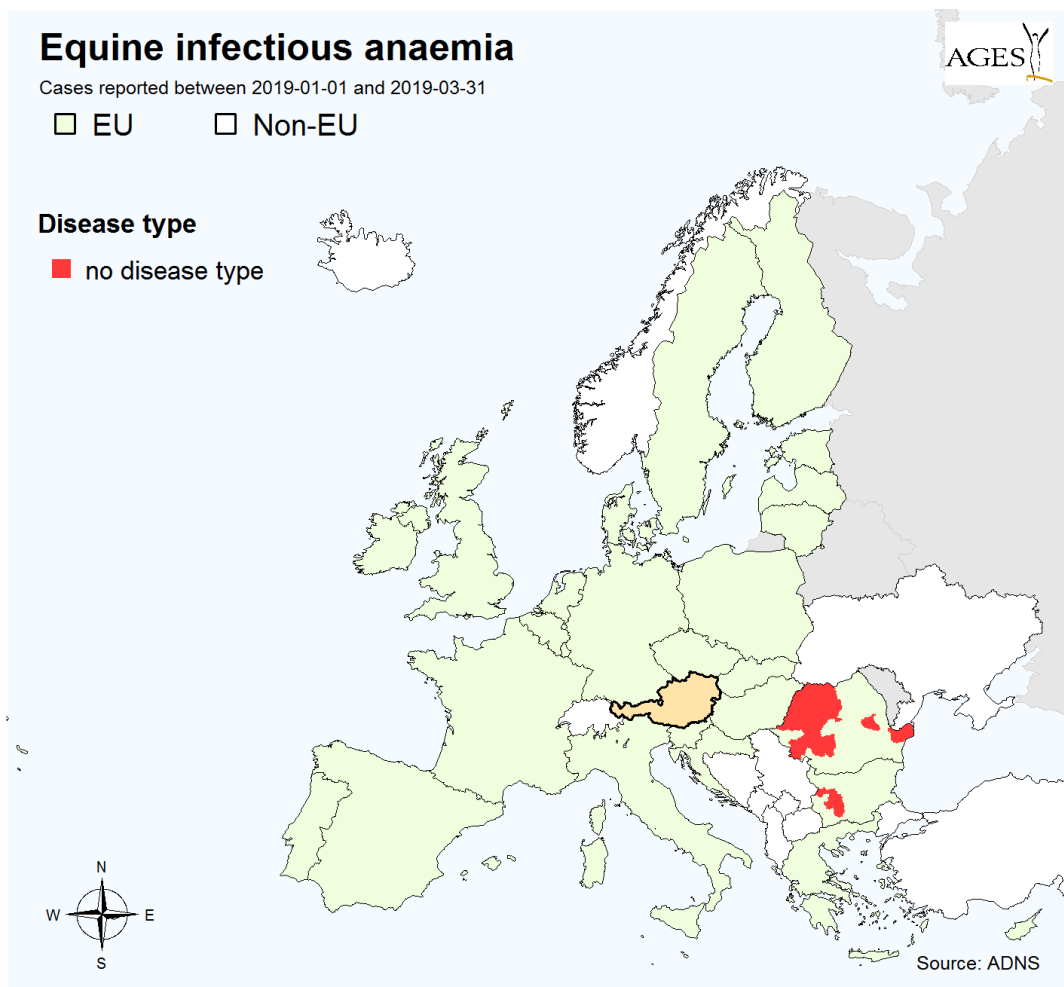 Equine infectious anaemia
Cases reported between 2019-01-01 and 2019-03-31
EU
Non-EU
AGES
Disease type
no disease type
N
W E
S
Source: ADNS